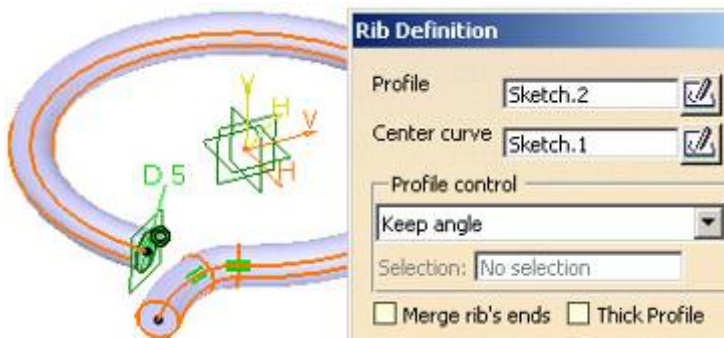 Rib Definition
Profile Sketch.2
Center curve Sketch.1
Profile control
Keep angle
Selection: No selection
Merge rib's ends Thick Profile
V
H
V
H
D 5